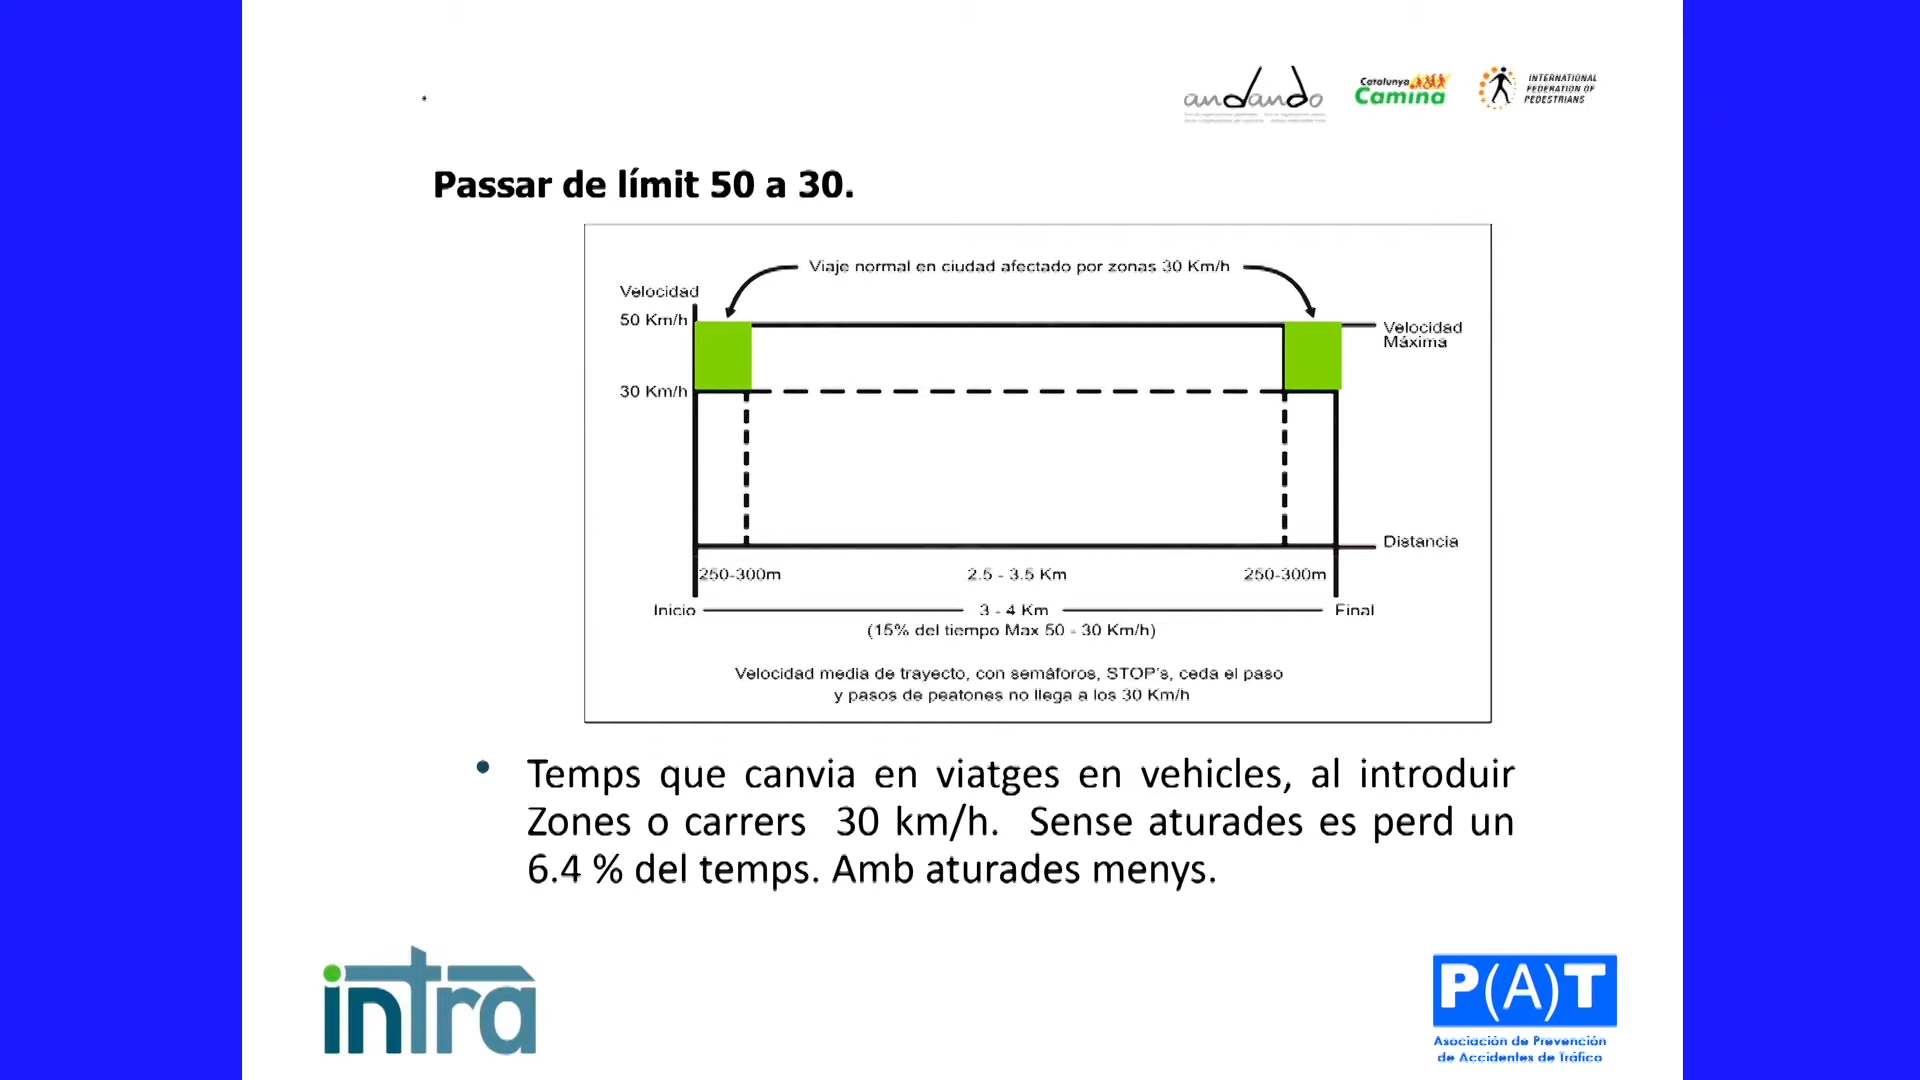 andando
Catalunya
Camina
INTERNATIONAL
FEDERATION OF
PEDESTRIANS
Passar de límit 50 a 30.
Viaje normal en ciudad afectado por zonas 30 Km/h
Velocidad
50 Km/h
Velocidad
Máxima
30 Km/h
Distancia
250-300m
2.5 - 3.5 Km
250-300m
Inicio
3 - 4 Km
Final
(15% del tiempo Max 50 - 30 Km/h)
Velocidad media de trayecto, con semáforos, STOP's, ceda el paso
y pasos de peatones no llega a los 30 Km/h
• Temps que canvia en viatges en vehicles, al introduir
Zones o carrers 30 km/h. Sense aturades es perd un
6.4 % del temps. Amb aturades menys.
intra
P(A)T
Asociación de Prevención
de Accidentes de Tráfico